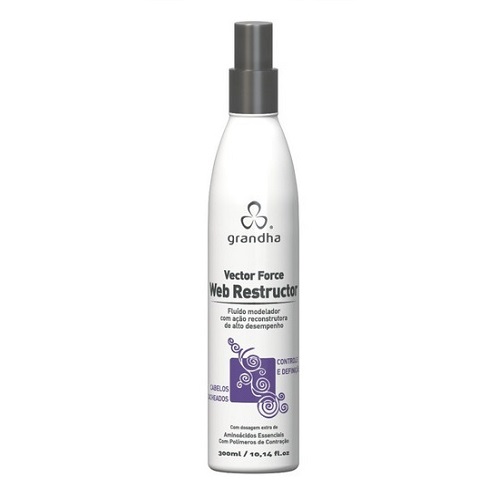 grandha
Vector Force
Web Restructor
Fluído modelador
com ação reconstrutora
de alto desempenho
CONTROLE
E DEFINIÇÃO
CABELOS
CACHEADOS
Com dosagem extra de
Aminoácidos Essenciais
Com Polímeros de Contração
300ml / 10,14 fl.oz